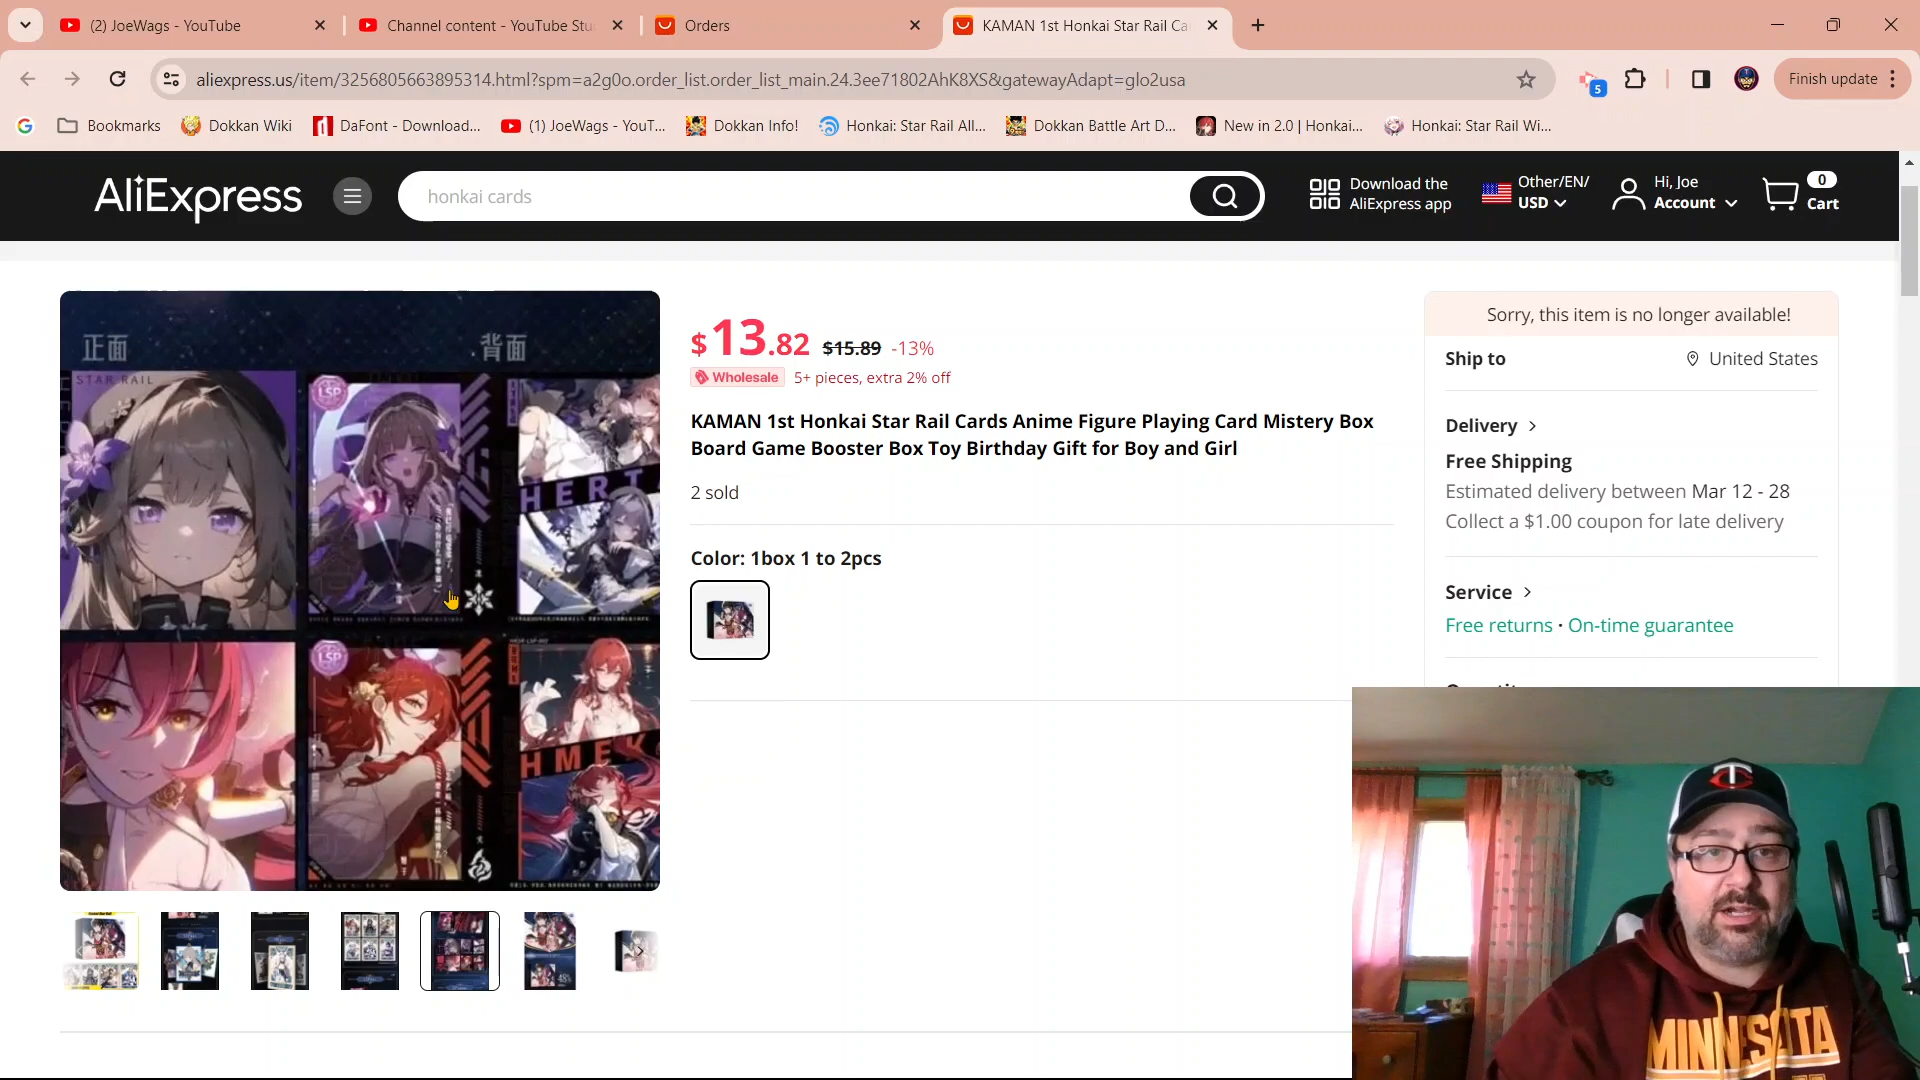 (2) JoeWags - YouTube
Channel content - YouTube Stu
Orders
KAMAN 1st Honkai Star Rail Ca
aliexpress.us/item/3256805663895314.html?spm=a2g0o.order_list.order_list_main.24.3ee71802AhK8XS&gatewayAdapt=glo2usa
5
Finish update
Bookmarks
Dokkan Wiki
DaFont - Download...
(1) JoeWags - YouT...
Dokkan Info!
Honkai: Star Rail All...
Dokkan Battle Art D...
New in 2.0 | Honkai...
Honkai: Star Rail Wi...
AliExpress
honkai cards
Download the
AliExpress app
Other/EN/
USD
Hi, Joe
Account
0
Cart
正面
背面
STAR RAIL
LSP
HERT
LSP
HMEK
$13.82 $15.89 -13%
Wholesale 5+ pieces, extra 2% off
KAMAN 1st Honkai Star Rail Cards Anime Figure Playing Card Mistery Box
Board Game Booster Box Toy Birthday Gift for Boy and Girl
2 sold
Color: 1box 1 to 2pcs
Sorry, this item is no longer available!
Ship to
United States
Delivery
Free Shipping
Estimated delivery between Mar 12 - 28
Collect a $1.00 coupon for late delivery
Service
Free returns · On-time guarantee
TC
MINNESOTA